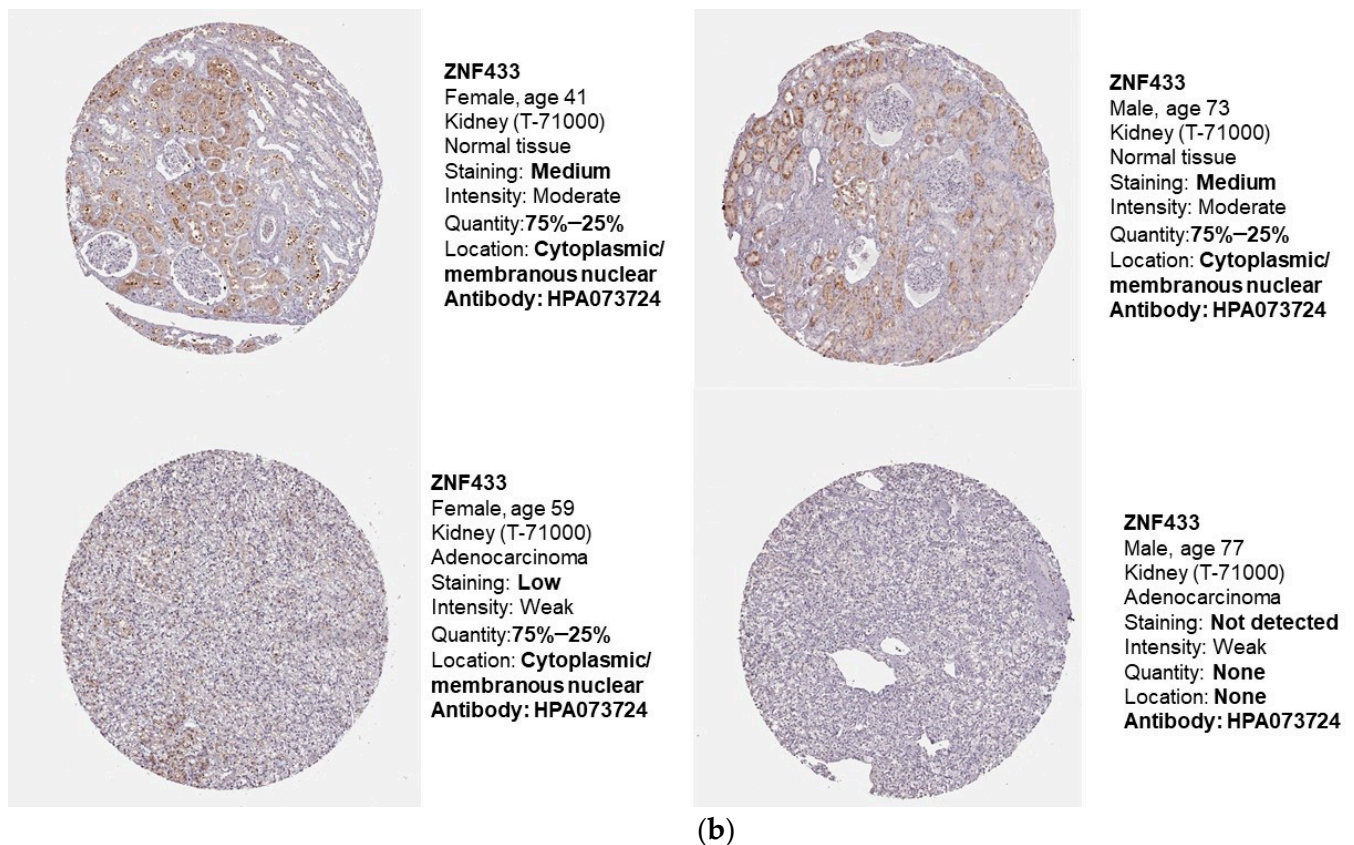 ZNF433
Female, age 41
Kidney (T-71000)
Normal tissue
Staining: Medium
Intensity: Moderate
Quantity:75%–25%
Location: Cytoplasmic/
membranous nuclear
Antibody: HPA073724
ZNF433
Male, age 73
Kidney (T-71000)
Normal tissue
Staining: Medium
Intensity: Moderate
Quantity:75%–25%
Location: Cytoplasmic/
membranous nuclear
Antibody: HPA073724
ZNF433
Female, age 59
Kidney (T-71000)
Adenocarcinoma
Staining: Low
Intensity: Weak
Quantity:75%–25%
Location: Cytoplasmic/
membranous nuclear
Antibody: HPA073724
ZNF433
Male, age 77
Kidney (T-71000)
Adenocarcinoma
Staining: Not detected
Intensity: Weak
Quantity: None
Location: None
Antibody: HPA073724
(b)